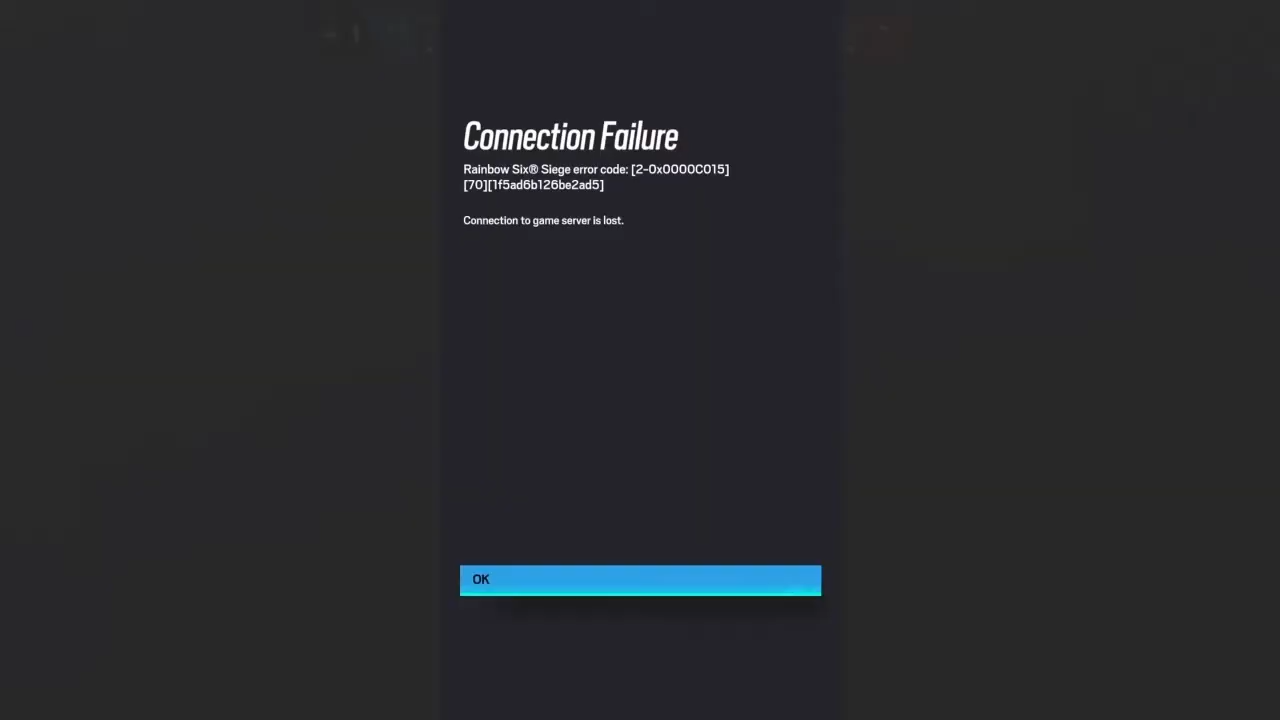 Connection Failure
Rainbow Six® Siege error code: [2-0x0000C015]
[70][1f5ad6b126be2ad5]
Connection to game server is lost.
OK